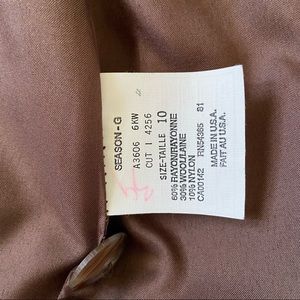 SEASON - G
A3606 6KW
CUT I 4256
SIZE-TAILLE 10
60% RAYON/RAYONNE
30% WOOL/LAINE
10% NYLON
CA00142 RN54365 81
MADE IN U.S.A.
FAIT AU U.S.A.